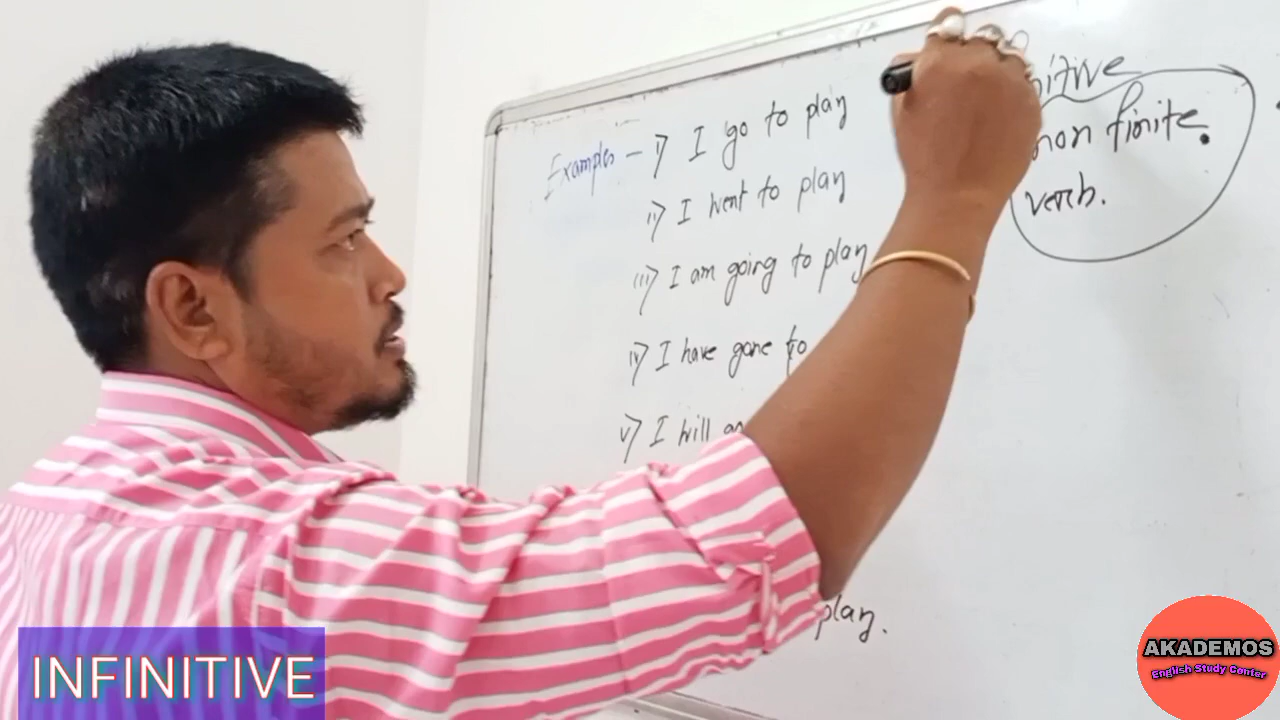 Examples - i) I go to play
ii) I went to play
iii) I am going to play
iv) I have gone to
v) I will
play.
nitive
non finite.
verb.
INFINITIVE
AKADEMOS
English Study Center